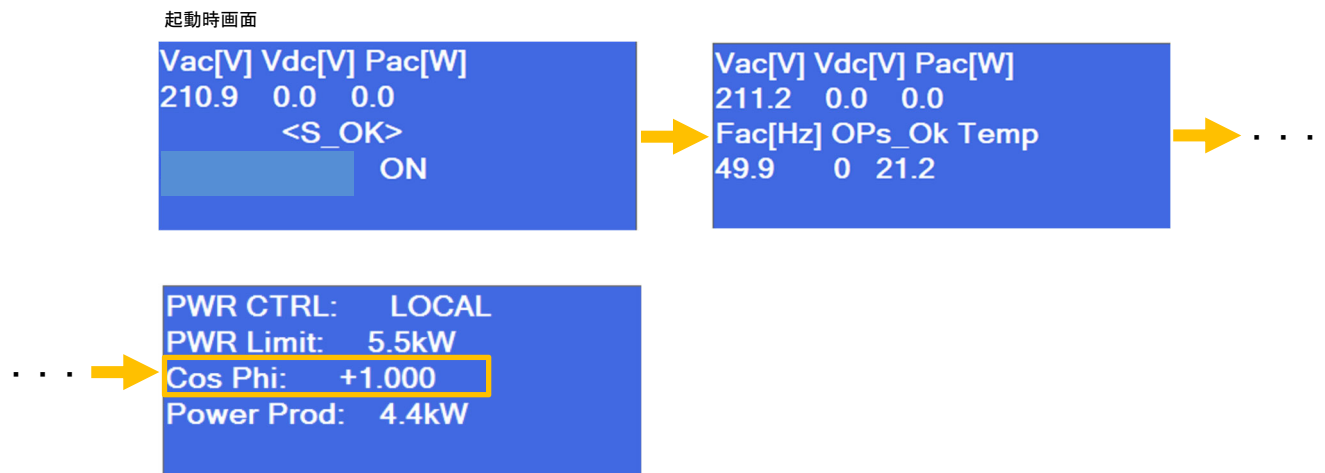 起動時画面
Vac[V] Vdc[V] Pac[W]
210.9 0.0 0.0
<S_OK>
ON
Vac[V] Vdc[V] Pac[W]
211.2 0.0 0.0
Fac[Hz] OPs_Ok Temp
49.9 0 21.2
・・・
・・・
PWR CTRL: LOCAL
PWR Limit: 5.5kW
Cos Phi: +1.000
Power Prod: 4.4kW